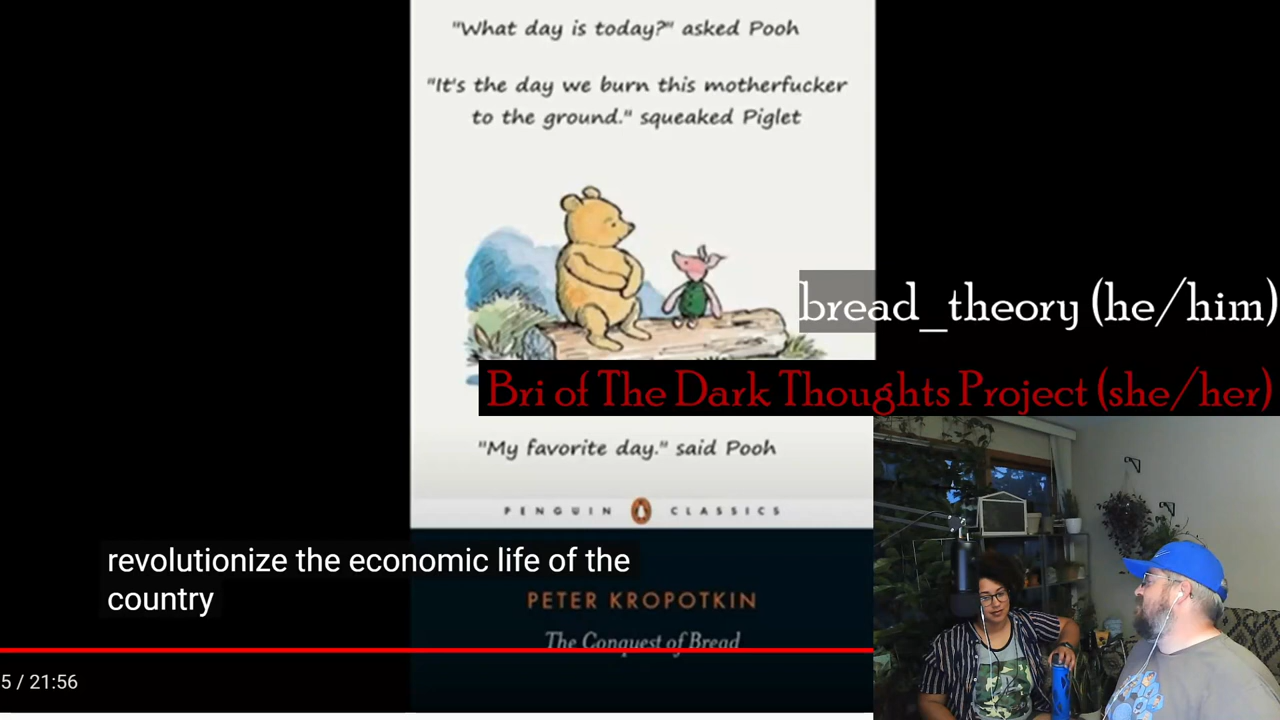 "What day is today?" asked Pooh
"It's the day we burn this motherfucker
to the ground." squeaked Piglet
bread_theory (he/him)
Bri of The Dark Thoughts Project (she/her)
"My favorite day." said Pooh
PENGUIN CLASSICS
revolutionize the economic life of the
country
PETER KROPOTKIN
The Conquest of Bread
5 / 21:56